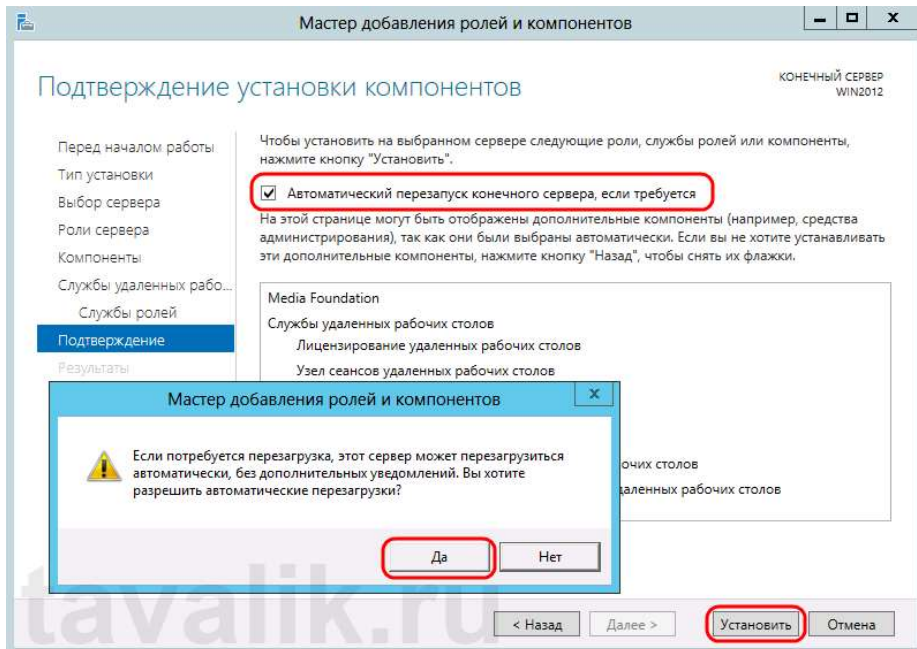 Мастер добавления ролей и компонентов
Подтверждение установки компонентов
КОНЕЧНЫЙ СЕРВЕР
WIN2012
Перед началом работы
Тип установки
Выбор сервера
Роли сервера
Компоненты
Службы удаленных рабо...
Службы ролей
Подтверждение
Результаты
Чтобы установить на выбранном сервере следующие роли, службы ролей или компоненты,
нажмите кнопку "Установить".
Автоматический перезапуск конечного сервера, если требуется
На этой странице могут быть отображены дополнительные компоненты (например, средства
администрирования), так как они были выбраны автоматически. Если вы не хотите устанавливать
эти дополнительные компоненты, нажмите кнопку "Назад", чтобы снять их флажки.
Media Foundation
Службы удаленных рабочих столов
Лицензирование удаленных рабочих столов
Узел сеансов удаленных рабочих столов
очих столов
даленных рабочих столов
Мастер добавления ролей и компонентов
Если потребуется перезагрузка, этот сервер может перезагрузиться
автоматически, без дополнительных уведомлений. Вы хотите
разрешить автоматические перезагрузки?
Да
Нет
< Назад
Далее >
Установить
Отмена
tavalik.ru